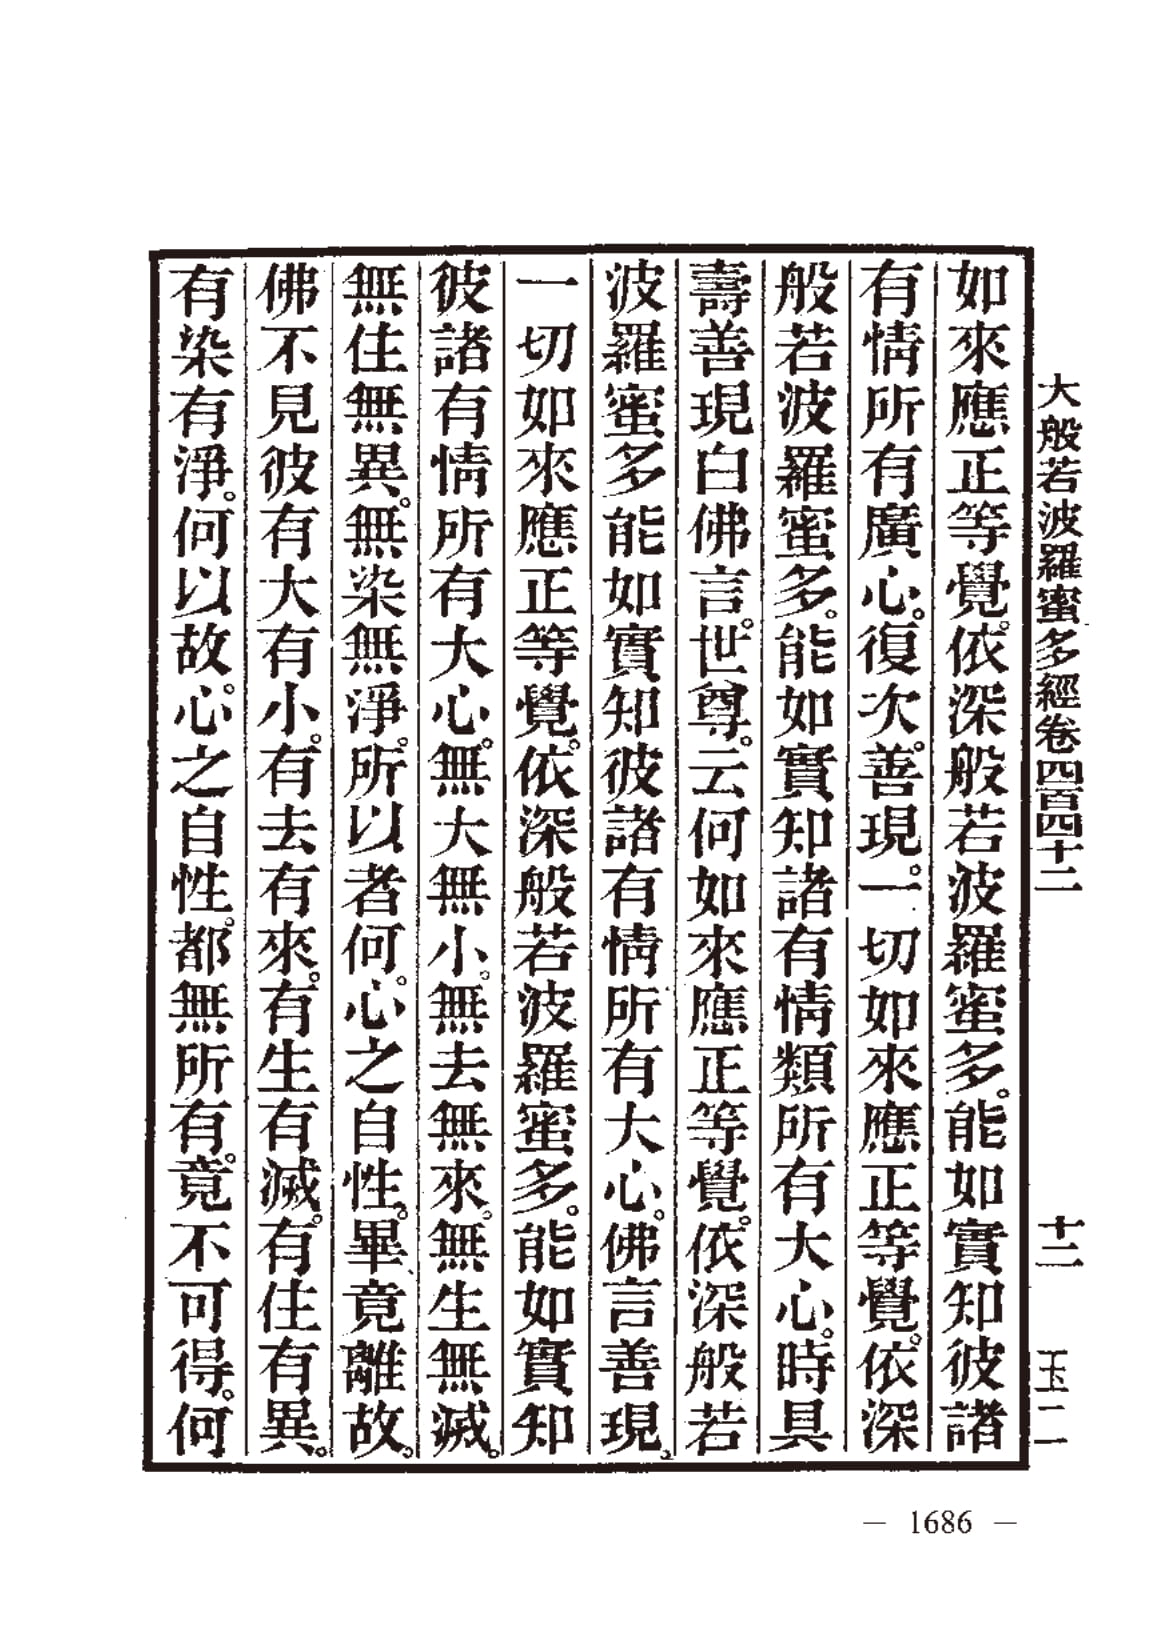 大般若波羅蜜多經卷四百四十二 十二 玉二
如來應正等覺。依深般若波羅蜜多。能如實知彼諸
有情所有廣心。復次。善現。一切如來應正等覺。依深
般若波羅蜜多。能如實知諸有情類所有大心。時具
壽善現白佛言。世尊。云何如來應正等覺。依深般若
波羅蜜多能如實知彼諸有情所有大心。佛言善現。
一切如來應正等覺。依深般若波羅蜜多。能如實知
彼諸有情所有大心。無大無小。無去無來。無生無滅。
無住無異。無染無淨。所以者何。心之自性。畢竟離故。
佛不見彼有大有小。有去有來。有生有滅。有住有異。
有染有淨。何以故。心之自性。都無所有。竟不可得。何
— 1686 —